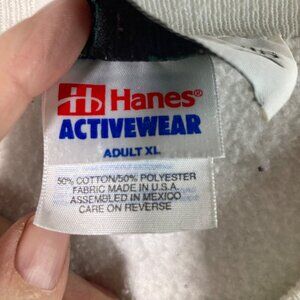 Hanes®
ACTIVEWEAR
ADULT XL
50% COTTON/50% POLYESTER
FABRIC MADE IN U.S.A.
ASSEMBLED IN MEXICO
CARE ON REVERSE